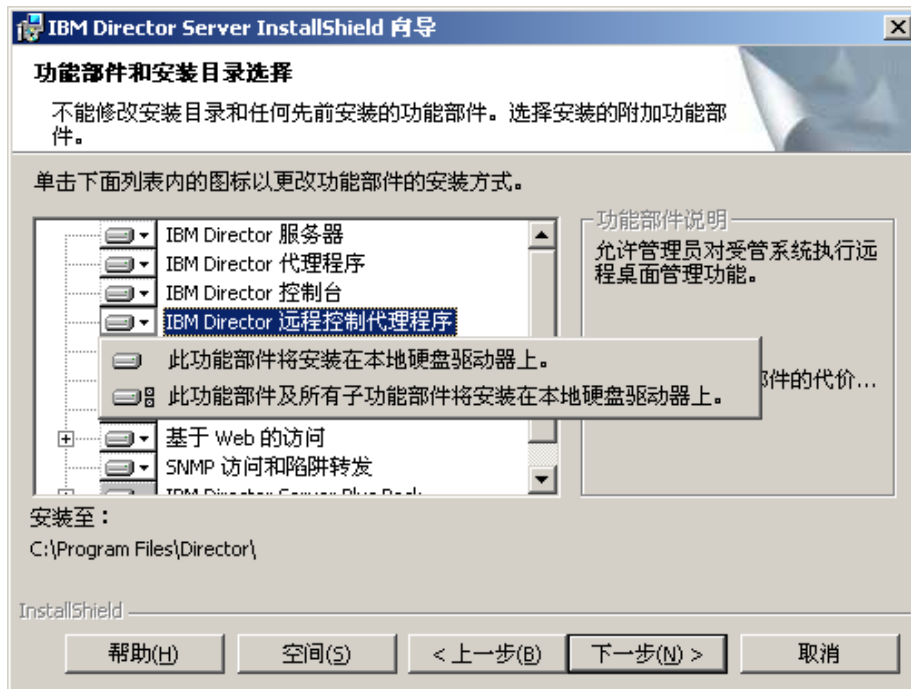 IBM Director Server InstallShield 向导
功能部件和安装目录选择
不能修改安装目录和任何先前安装的功能部件。选择安装的附加功能部
件。
单击下面列表内的图标以更改功能部件的安装方式。
IBM Director 服务器
IBM Director 代理程序
IBM Director 控制台
IBM Director 远程控制代理程序
此功能部件将安装在本地硬盘驱动器上。
此功能部件及所有子功能部件将安装在本地硬盘驱动器上。
基于 Web 的访问
SNMP 访问和陷阱转发
IBM Director Server Plus Pack
功能部件说明
允许管理员对受管系统执行远
程桌面管理功能。
部件的代价...
安装至：
C:\Program Files\Director\
InstallShield
帮助(H)
空间(S)
< 上一步(B)
下一步(N) >
取消